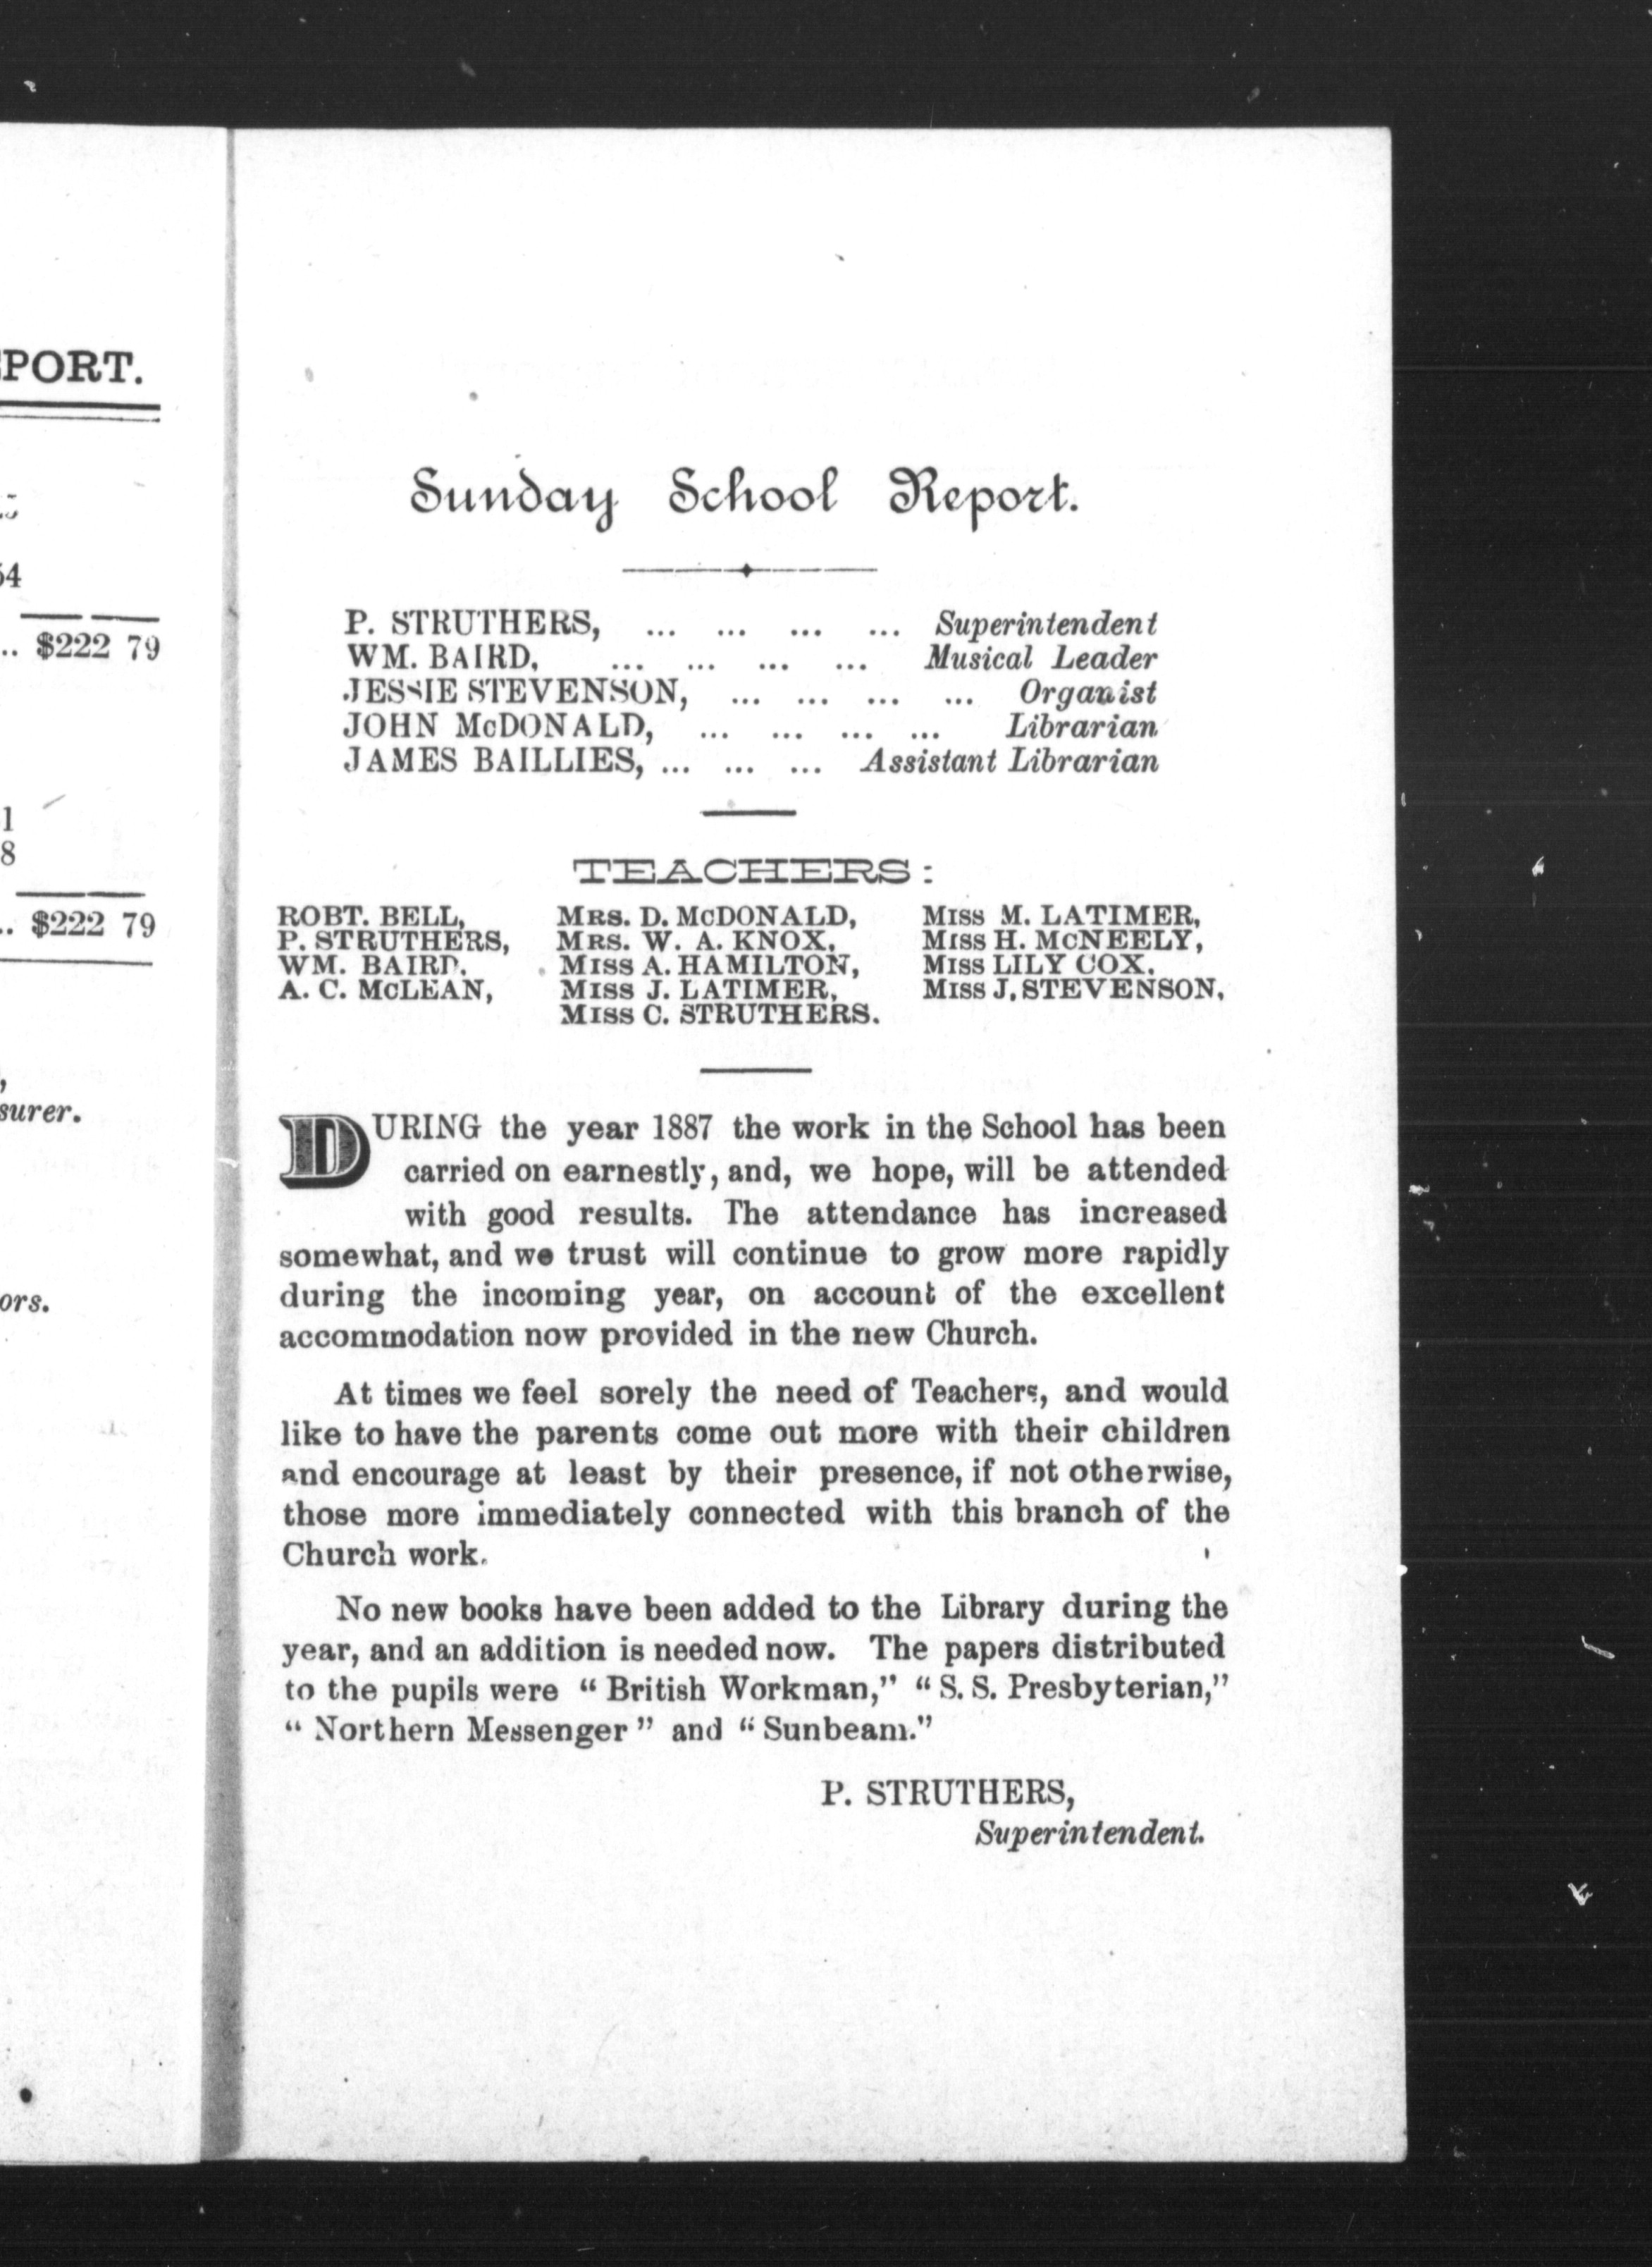 PORT.
54
.. $222 79
1
8
.. $222 79
surer.
ors.
Sunday School Report.
P. STRUTHERS, ... ... ... ... Superintendent
WM. BAIRD, ... ... ... ... Musical Leader
JESSIE STEVENSON, ... ... ... ... Organist
JOHN McDONALD, ... ... ... ... Librarian
JAMES BAILLIES, ... ... ... Assistant Librarian
TEACHERS:
ROBT. BELL, MRS. D. McDONALD, MISS M. LATIMER,
P. STRUTHERS, MRS. W. A. KNOX, MISS H. McNEELY,
WM. BAIRD, MISS A. HAMILTON, MISS LILY COX,
A. C. McLEAN, MISS J. LATIMER, MISS J. STEVENSON,
MISS C. STRUTHERS.
DURING the year 1887 the work in the School has been
carried on earnestly, and, we hope, will be attended
with good results. The attendance has increased
somewhat, and we trust will continue to grow more rapidly
during the incoming year, on account of the excellent
accommodation now provided in the new Church.
At times we feel sorely the need of Teachers, and would
like to have the parents come out more with their children
and encourage at least by their presence, if not otherwise,
those more immediately connected with this branch of the
Church work.
No new books have been added to the Library during the
year, and an addition is needed now. The papers distributed
to the pupils were "British Workman," "S. S. Presbyterian,"
"Northern Messenger" and "Sunbeam."
P. STRUTHERS,
Superintendent.